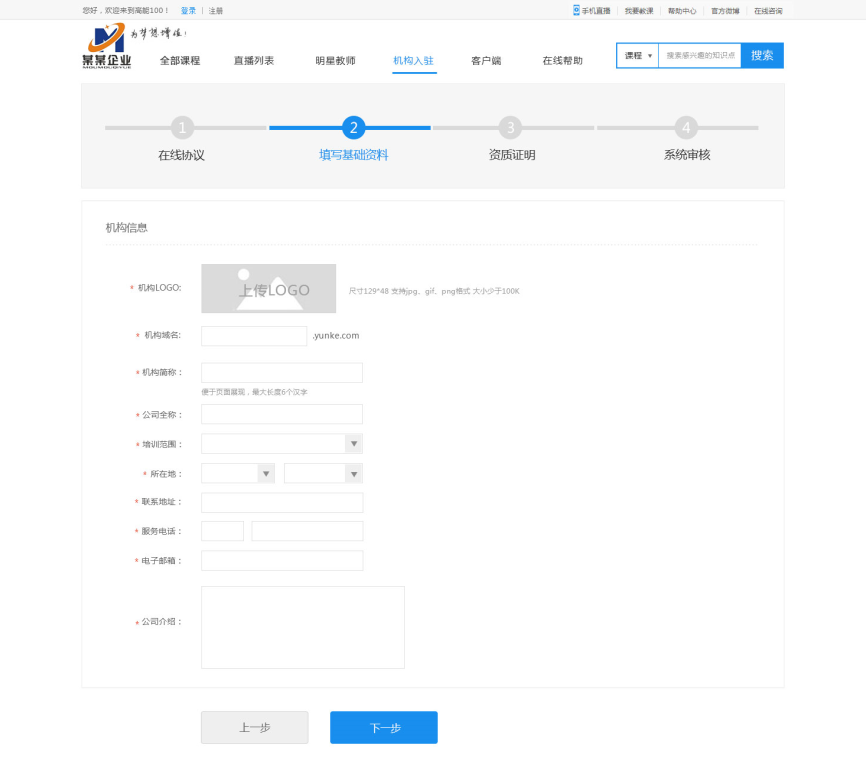 您好，欢迎来到高能100！ 登录 | 注册 手机直播 | 我要教课 | 帮助中心 | 官方微博 | 在线咨询
为梦想增值！
某某企业
全部课程 直播列表 明星教师 机构入驻 客户端 在线帮助 课程 ▼ 搜索感兴趣的知识点 搜索
1 2 3 4
在线协议 填写基础资料 资质证明 系统审核
机构信息
* 机构LOGO: 上传LOGO 尺寸129*48 支持jpg、gif、png格式 大小少于100K
* 机构域名: .yunke.com
* 机构简称：
便于页面展现，最大长度6个汉字
* 公司全称：
* 培训范围：
* 所在地：
* 联系地址：
* 服务电话：
* 电子邮箱：
* 公司介绍：
上一步 下一步